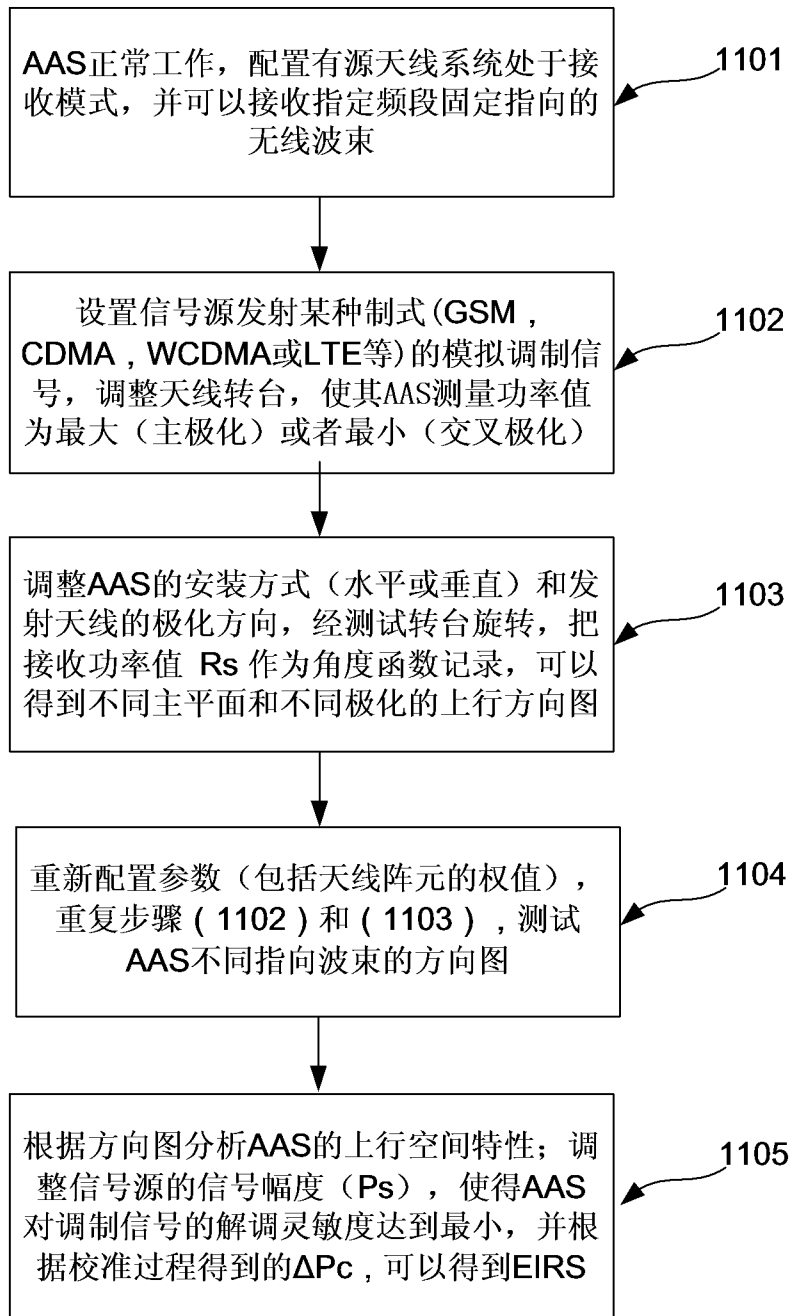 AAS正常工作，配置有源天线系统处于接
收模式，并可以接收指定频段固定指向的
无线波束
1101
设置信号源发射某种制式(GSM，
CDMA，WCDMA或LTE等)的模拟调制信
号，调整天线转台，使其AAS测量功率值
为最大（主极化）或者最小（交叉极化）
1102
调整AAS的安装方式（水平或垂直）和发
射天线的极化方向，经测试转台旋转，把
接收功率值 Rs 作为角度函数记录，可以
得到不同主平面和不同极化的上行方向图
1103
重新配置参数（包括天线阵元的权值），
重复步骤（1102）和（1103），测试
AAS不同指向波束的方向图
1104
根据方向图分析AAS的上行空间特性；调
整信号源的信号幅度（Ps），使得AAS
对调制信号的解调灵敏度达到最小，并根
据校准过程得到的ΔPc，可以得到EIRS
1105